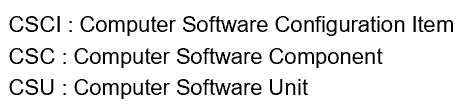 CSCI : Computer Software Configuration Item
CSC : Computer Software Component
CSU : Computer Software Unit